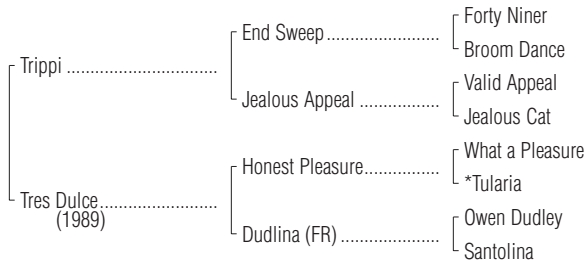 Forty Niner
End Sweep
Broom Dance
Trippi
Valid Appeal
Jealous Appeal
Jealous Cat
What a Pleasure
Honest Pleasure
*Tularia
Tres Dulce
(1989)
Owen Dudley
Dudlina (FR)
Santolina